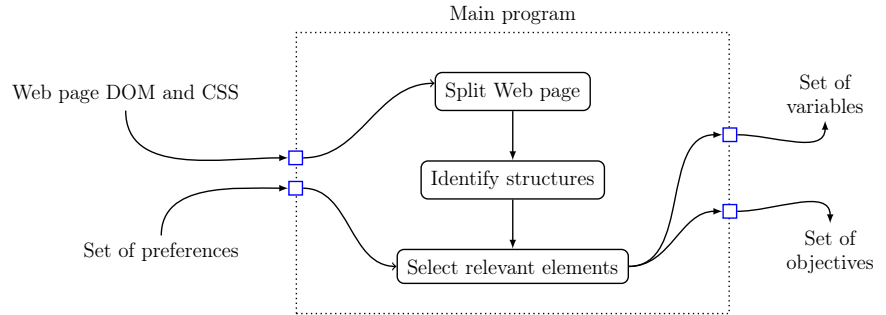 Main program
Web page DOM and CSS
Split Web page
Set of
variables
Identify structures
Set of preferences
Select relevant elements
Set of
objectives